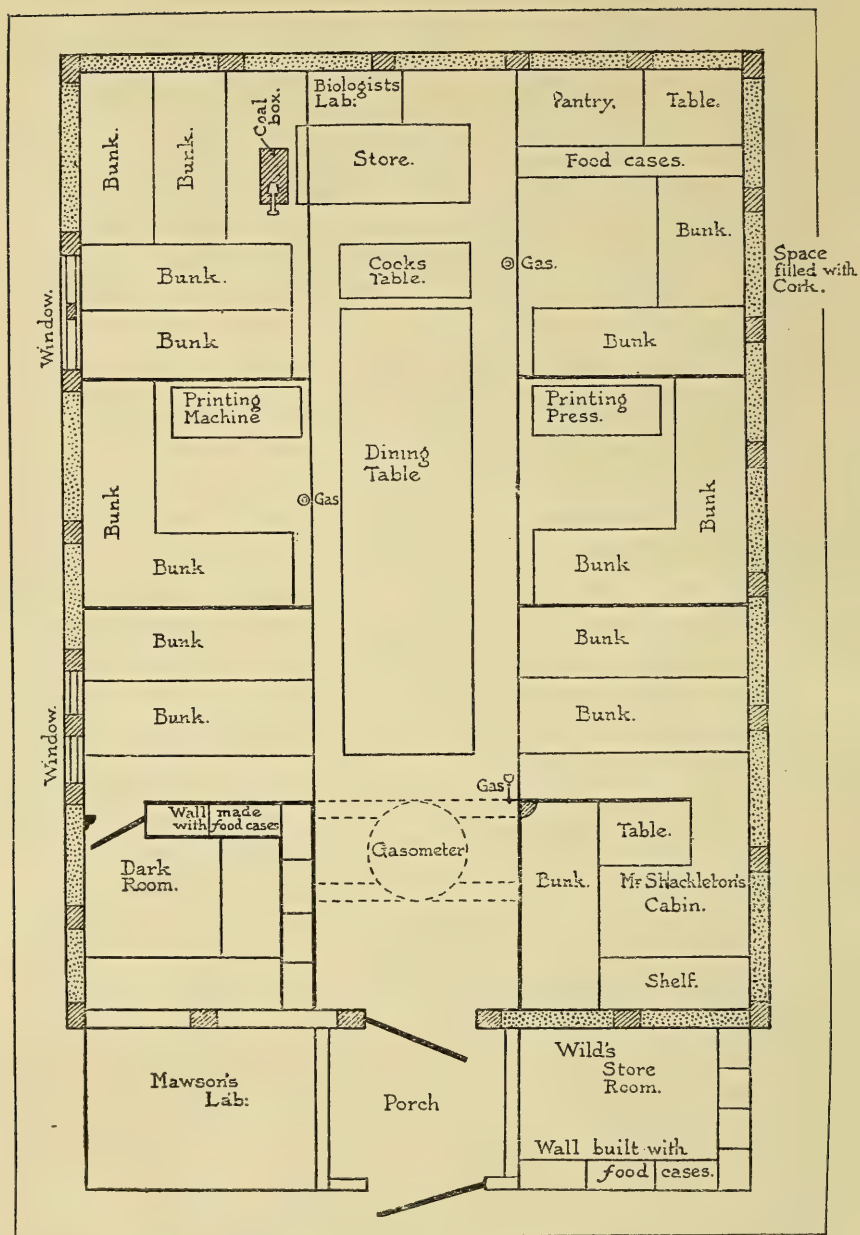 Biologists
Lab:
Pantry.
Table.
Coal
box.
Bunk.
Bunk.
Store.
Food cases.
Bunk.
Bunk.
Cocks
Table.
Gas.
Space
filled with
Cork.
Window.
Bunk
Bunk
Printing
Machine
Printing
Press.
Dining
Table
Bunk
Gas
Bunk
Bunk
Bunk
Bunk
Bunk
Bunk.
Bunk.
Window.
Gas
Wall made
with food cases
Gasometer
Table.
Dark
Room.
Bunk.
Mr Shackleton's
Cabin.
Shelf.
Mawson's
Lab:
Porch
Wild's
Store
Room.
Wall built with
food cases.